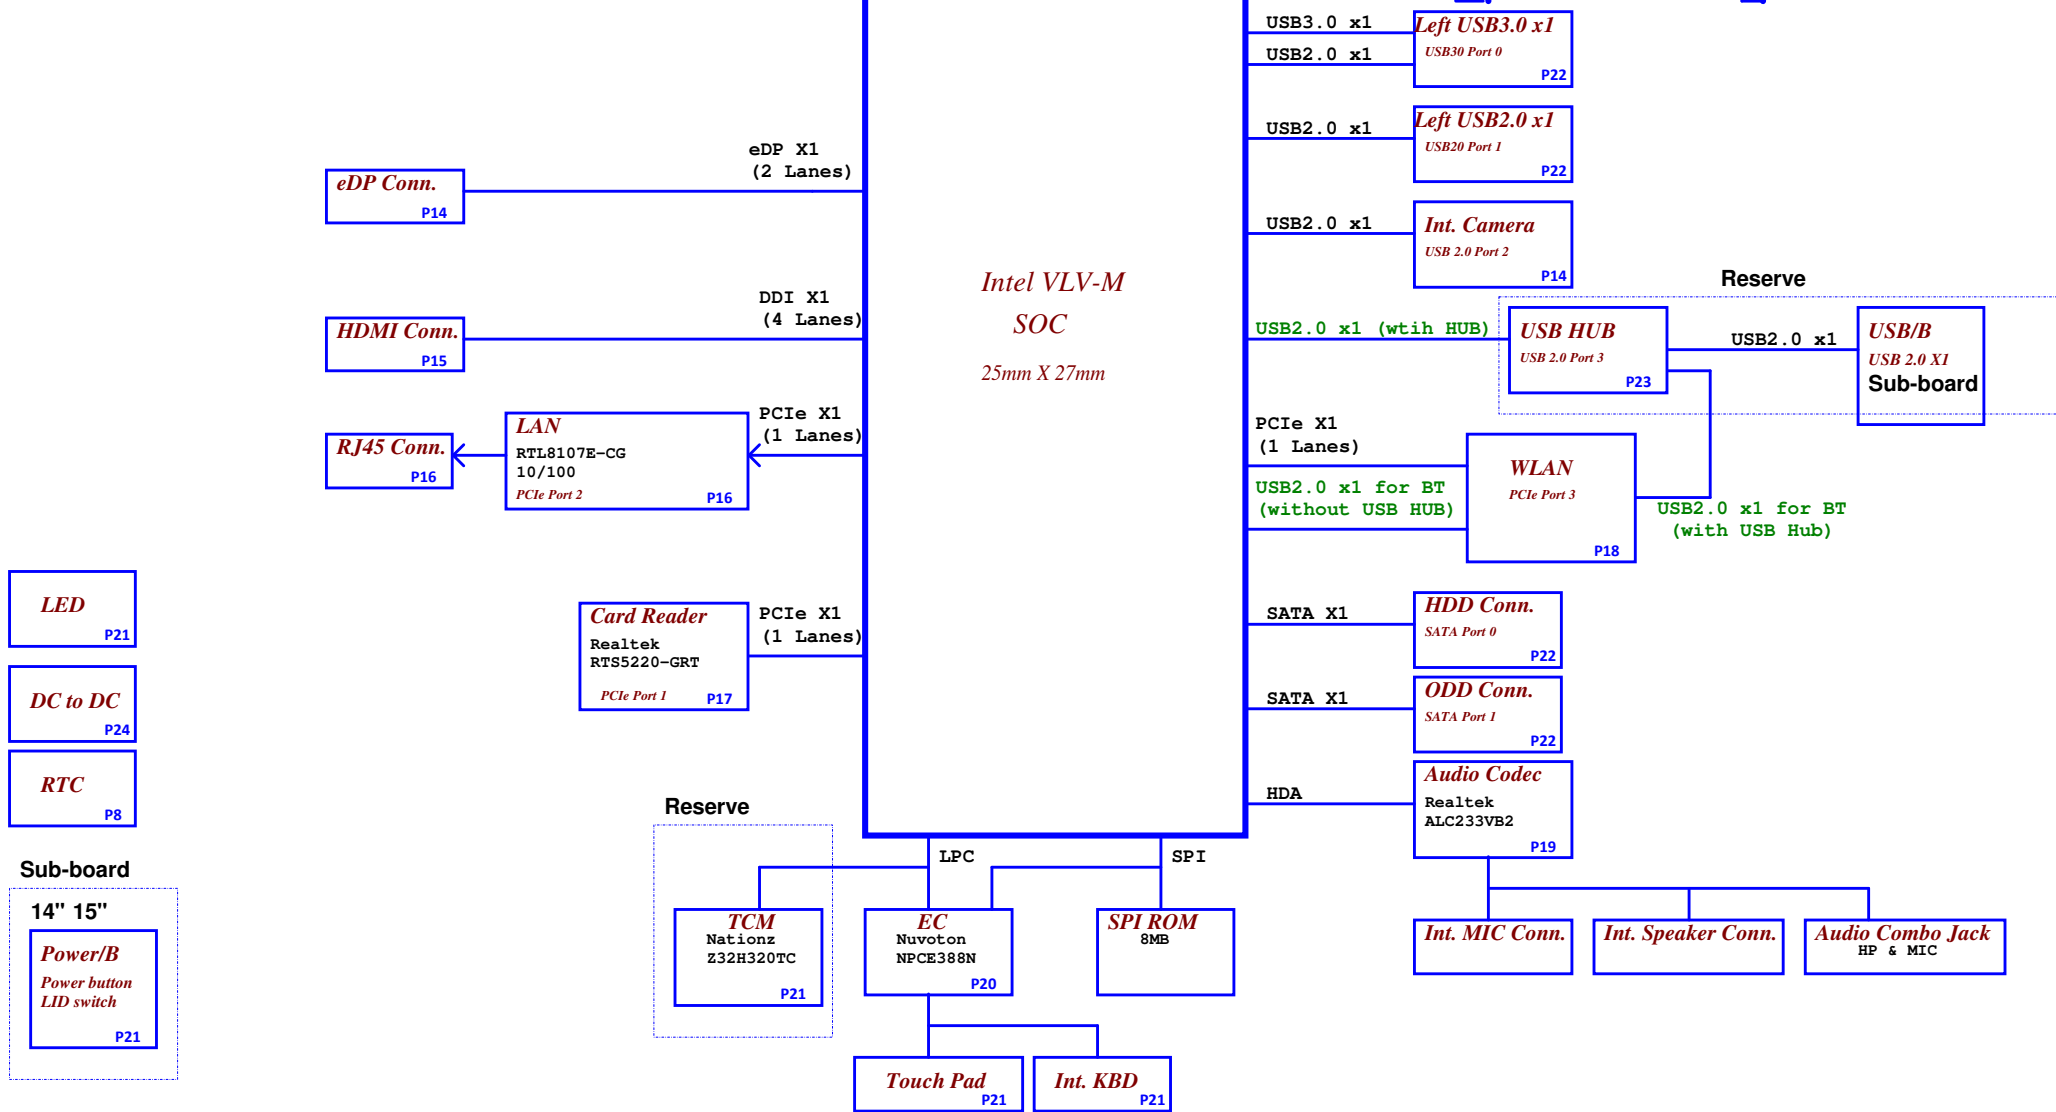 USB3.0 x1
USB2.0 x1
Left USB3.0 x1
USB30 Port 0
P22
USB2.0 x1
Left USB2.0 x1
USB20 Port 1
P22
eDP X1
(2 Lanes)
eDP Conn.
P14
USB2.0 x1
Int. Camera
USB 2.0 Port 2
P14
Intel VLV-M
SOC
25mm X 27mm
DDI X1
(4 Lanes)
HDMI Conn.
P15
Reserve
USB2.0 x1 (wtih HUB)
USB HUB
USB 2.0 Port 3
P23
USB2.0 x1
USB/B
USB 2.0 X1
Sub-board
PCIe X1
(1 Lanes)
LAN
RTL8107E-CG
10/100
PCIe Port 2
P16
RJ45 Conn.
P16
PCIe X1
(1 Lanes)
WLAN
PCIe Port 3
P18
USB2.0 x1 for BT
(without USB HUB)
USB2.0 x1 for BT
(with USB Hub)
LED
P21
DC to DC
P24
RTC
P8
Card Reader
Realtek
RTS5220-GRT
PCIe Port 1
P17
PCIe X1
(1 Lanes)
SATA X1
HDD Conn.
SATA Port 0
P22
SATA X1
ODD Conn.
SATA Port 1
P22
HDA
Audio Codec
Realtek
ALC233VB2
P19
Reserve
LPC
SPI
Sub-board
14" 15"
Power/B
Power button
LID switch
P21
TCM
Nationz
Z32H320TC
P21
EC
Nuvoton
NPCE388N
P20
SPI ROM
8MB
Int. MIC Conn.
Int. Speaker Conn.
Audio Combo Jack
HP & MIC
Touch Pad
P21
Int. KBD
P21